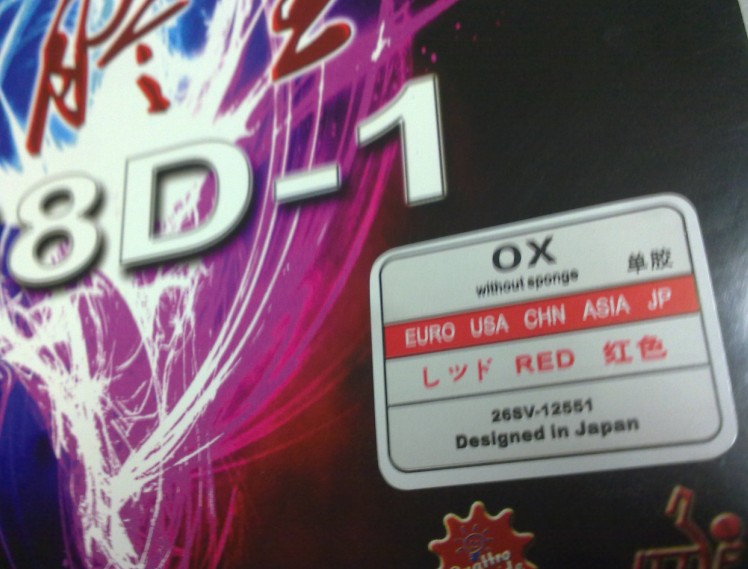 8D-1
OX
without sponge 单胶
EURO USA CHN ASIA JP
レッド RED 红色
26SV-12551
Designed in Japan